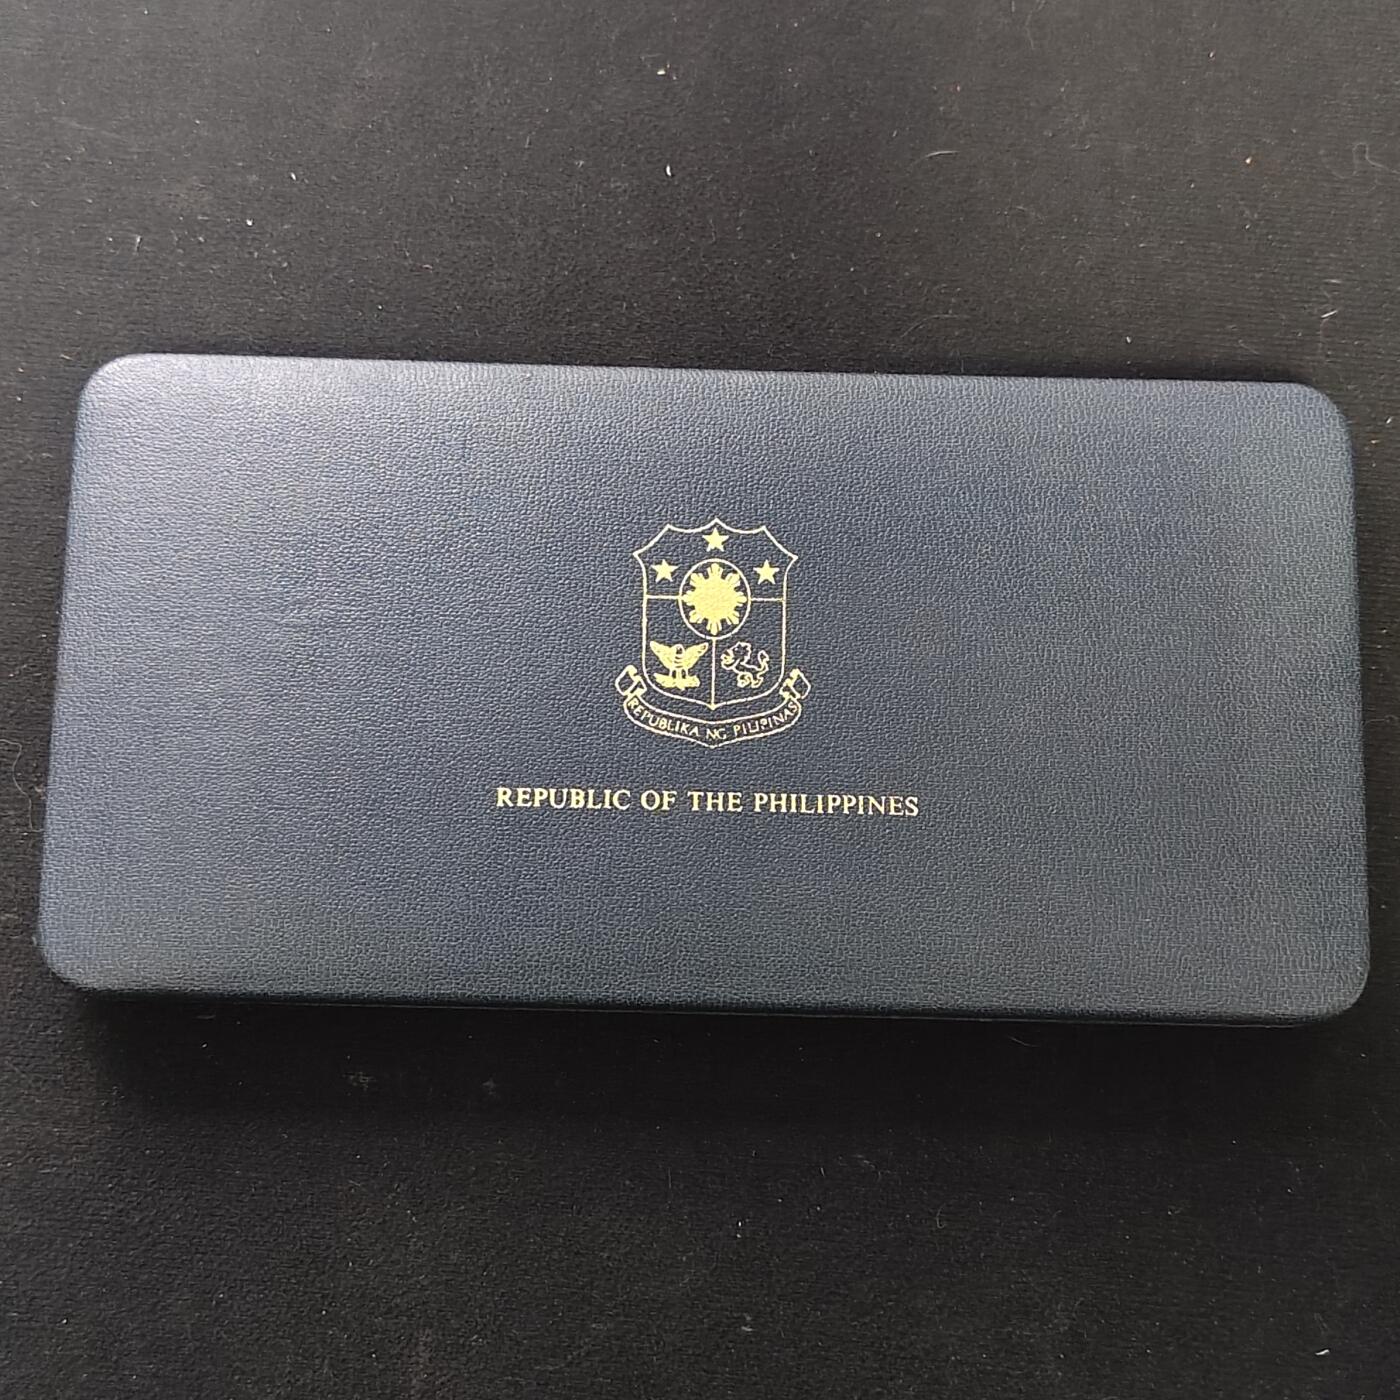 REPUBLIKA NG PILIPINAS
REPUBLIC OF THE PHILIPPINES